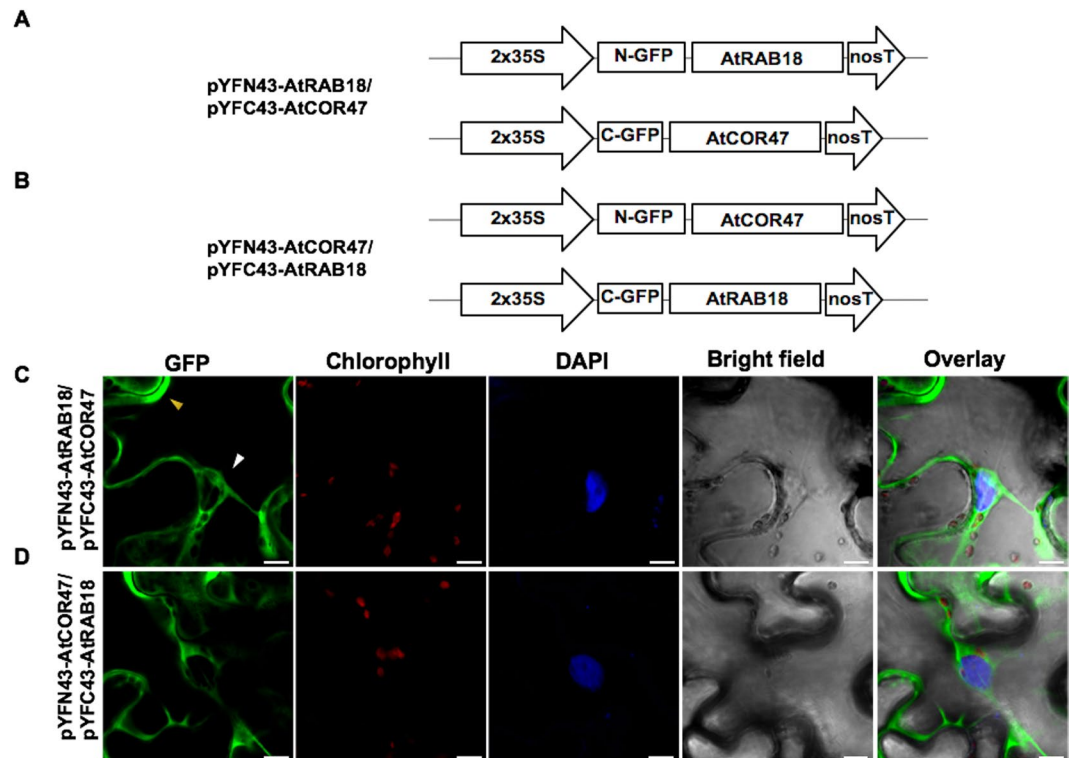 A
2x35S N-GFP AtRAB18 nosT
pYFN43-AtRAB18/
pYFC43-AtCOR47
2x35S C-GFP AtCOR47 nosT
B
2x35S N-GFP AtCOR47 nosT
pYFN43-AtCOR47/
pYFC43-AtRAB18
2x35S C-GFP AtRAB18 nosT
GFP Chlorophyll DAPI Bright field Overlay
C
pYFN43-AtRAB18/
pYFC43-AtCOR47
D
pYFN43-AtCOR47/
pYFC43-AtRAB18